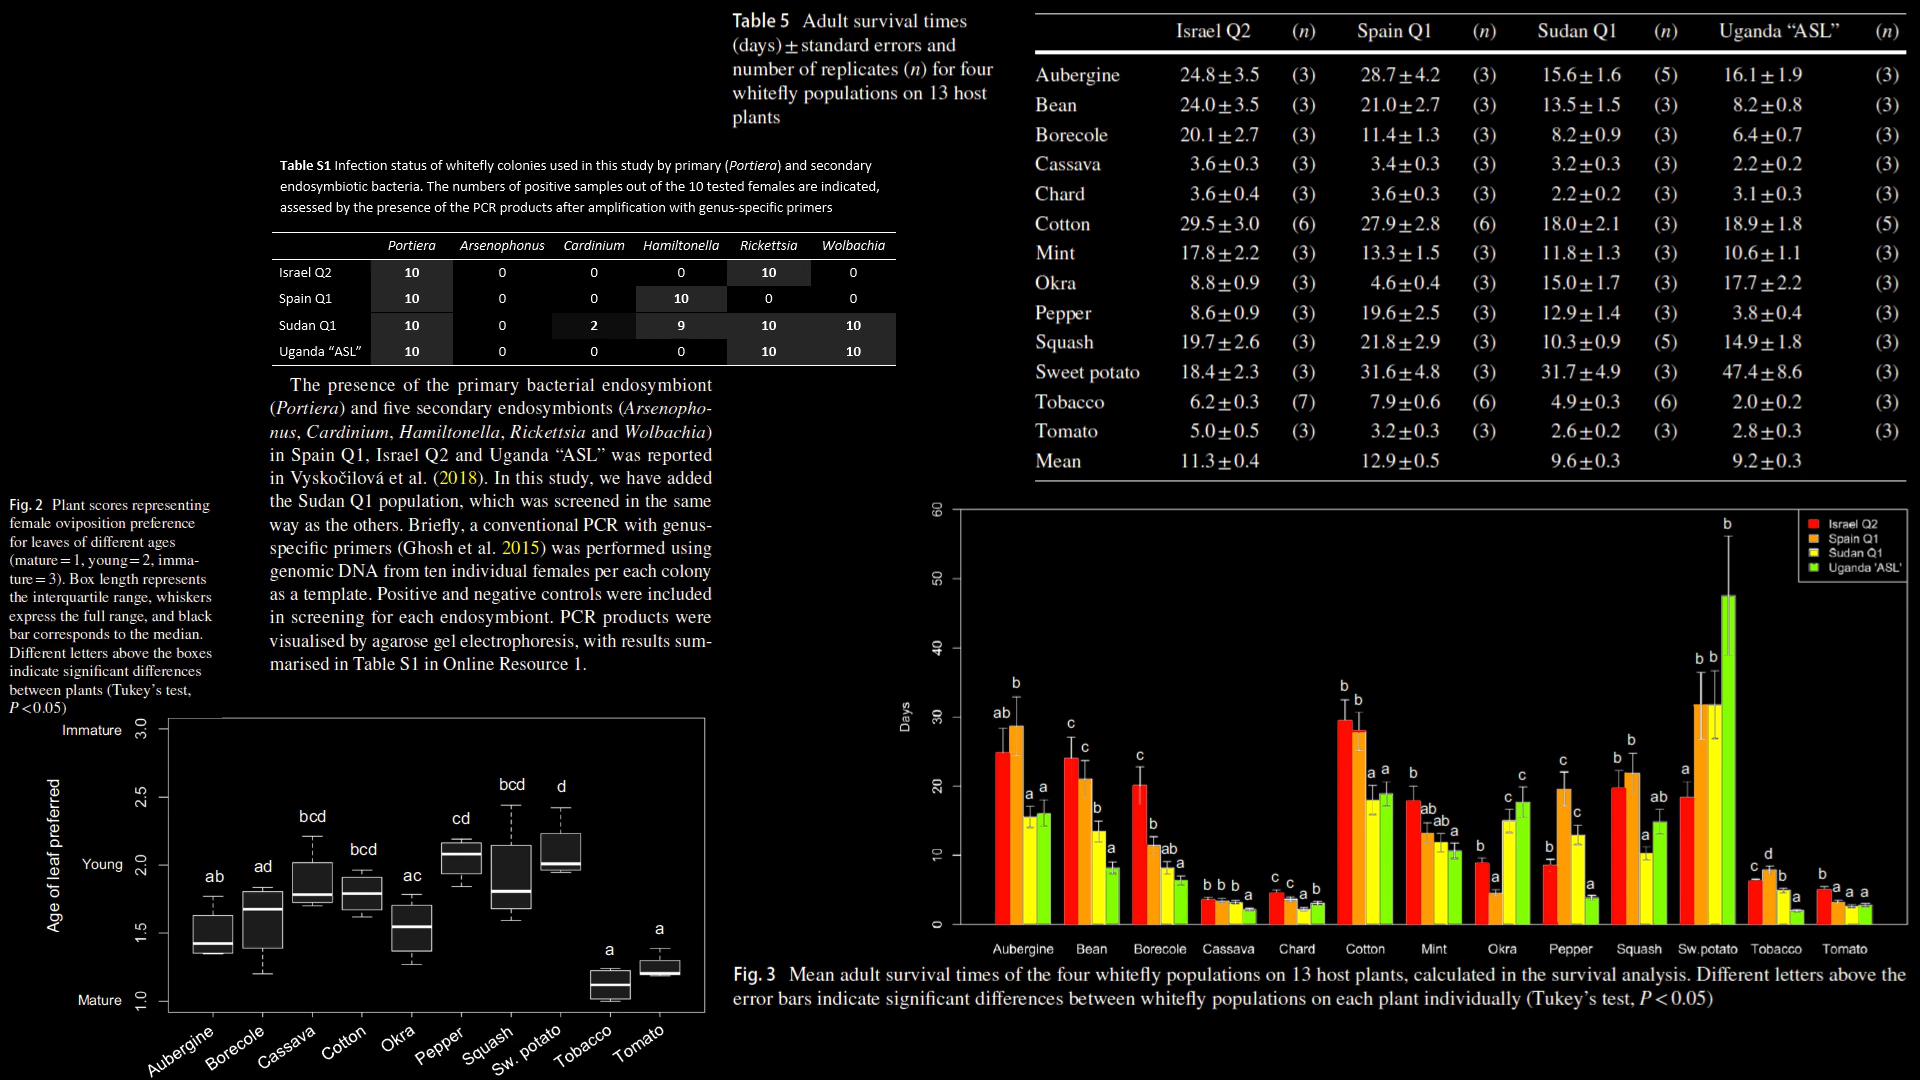 Table 5 Adult survival times
(days) ± standard errors and
number of replicates (n) for four
whitefly populations on 13 host
plants
Israel Q2 (n) Spain Q1 (n) Sudan Q1 (n) Uganda “ASL” (n)
Aubergine 24.8±3.5 (3) 28.7±4.2 (3) 15.6±1.6 (5) 16.1±1.9 (3)
Bean 24.0±3.5 (3) 21.0±2.7 (3) 13.5±1.5 (3) 8.2±0.8 (3)
Borecole 20.1±2.7 (3) 11.4±1.3 (3) 8.2±0.9 (3) 6.4±0.7 (3)
Cassava 3.6±0.3 (3) 3.4±0.3 (3) 3.2±0.3 (3) 2.2±0.2 (3)
Chard 3.6±0.4 (3) 3.6±0.3 (3) 2.2±0.2 (3) 3.1±0.3 (3)
Cotton 29.5±3.0 (6) 27.9±2.8 (6) 18.0±2.1 (3) 18.9±1.8 (5)
Mint 17.8±2.2 (3) 13.3±1.5 (3) 11.8±1.3 (3) 10.6±1.1 (3)
Okra 8.8±0.9 (3) 4.6±0.4 (3) 15.0±1.7 (3) 17.7±2.2 (3)
Pepper 8.6±0.9 (3) 19.6±2.5 (3) 12.9±1.4 (3) 3.8±0.4 (3)
Squash 19.7±2.6 (3) 21.8±2.9 (3) 10.3±0.9 (5) 14.9±1.8 (3)
Sweet potato 18.4±2.3 (3) 31.6±4.8 (3) 31.7±4.9 (3) 47.4±8.6 (3)
Tobacco 6.2±0.3 (7) 7.9±0.6 (6) 4.9±0.3 (6) 2.0±0.2 (3)
Tomato 5.0±0.5 (3) 3.2±0.3 (3) 2.6±0.2 (3) 2.8±0.3 (3)
Mean 11.3±0.4 12.9±0.5 9.6±0.3 9.2±0.3
Table S1 Infection status of whitefly colonies used in this study by primary (Portiera) and secondary
endosymbiotic bacteria. The numbers of positive samples out of the 10 tested females are indicated,
assessed by the presence of the PCR products after amplification with genus-specific primers
Portiera Arsenophonus Cardinium Hamiltonella Rickettsia Wolbachia
Israel Q2 10 0 0 0 10 0
Spain Q1 10 0 0 10 0 0
Sudan Q1 10 0 2 9 10 10
Uganda “ASL” 10 0 0 0 10 10
The presence of the primary bacterial endosymbiont
(Portiera) and five secondary endosymbionts (Arsenopho-
nus, Cardinium, Hamiltonella, Rickettsia and Wolbachia)
in Spain Q1, Israel Q2 and Uganda “ASL” was reported
in Vyskočilová et al. (2018). In this study, we have added
the Sudan Q1 population, which was screened in the same
way as the others. Briefly, a conventional PCR with genus-
specific primers (Ghosh et al. 2015) was performed using
genomic DNA from ten individual females per each colony
as a template. Positive and negative controls were included
in screening for each endosymbiont. PCR products were
visualised by agarose gel electrophoresis, with results sum-
marised in Table S1 in Online Resource 1.
Fig. 2 Plant scores representing
female oviposition preference
for leaves of different ages
(mature = 1, young = 2, imma-
ture = 3). Box length represents
the interquartile range, whiskers
express the full range, and black
bar corresponds to the median.
Different letters above the boxes
indicate significant differences
between plants (Tukey’s test,
P < 0.05)
Age of leaf preferred
Immature 3.0
2.5
Young 2.0
1.5
Mature 1.0
ab ad bcd bcd ac cd bcd d a a
Aubergine Borecole Cassava Cotton Okra Pepper Squash Sw. potato Tobacco Tomato
Days
60
50
40
30
20
10
0
Israel Q2
Spain Q1
Sudan Q1
Uganda 'ASL'
ab b a a c c b a c b ab a b b b a c c a b b b a a b ab ab a b a c c b c c a b b a ab a b b b c d b a b a a a
Aubergine Bean Borecole Cassava Chard Cotton Mint Okra Pepper Squash Sw.potato Tobacco Tomato
Fig. 3 Mean adult survival times of the four whitefly populations on 13 host plants, calculated in the survival analysis. Different letters above the
error bars indicate significant differences between whitefly populations on each plant individually (Tukey’s test, P < 0.05)